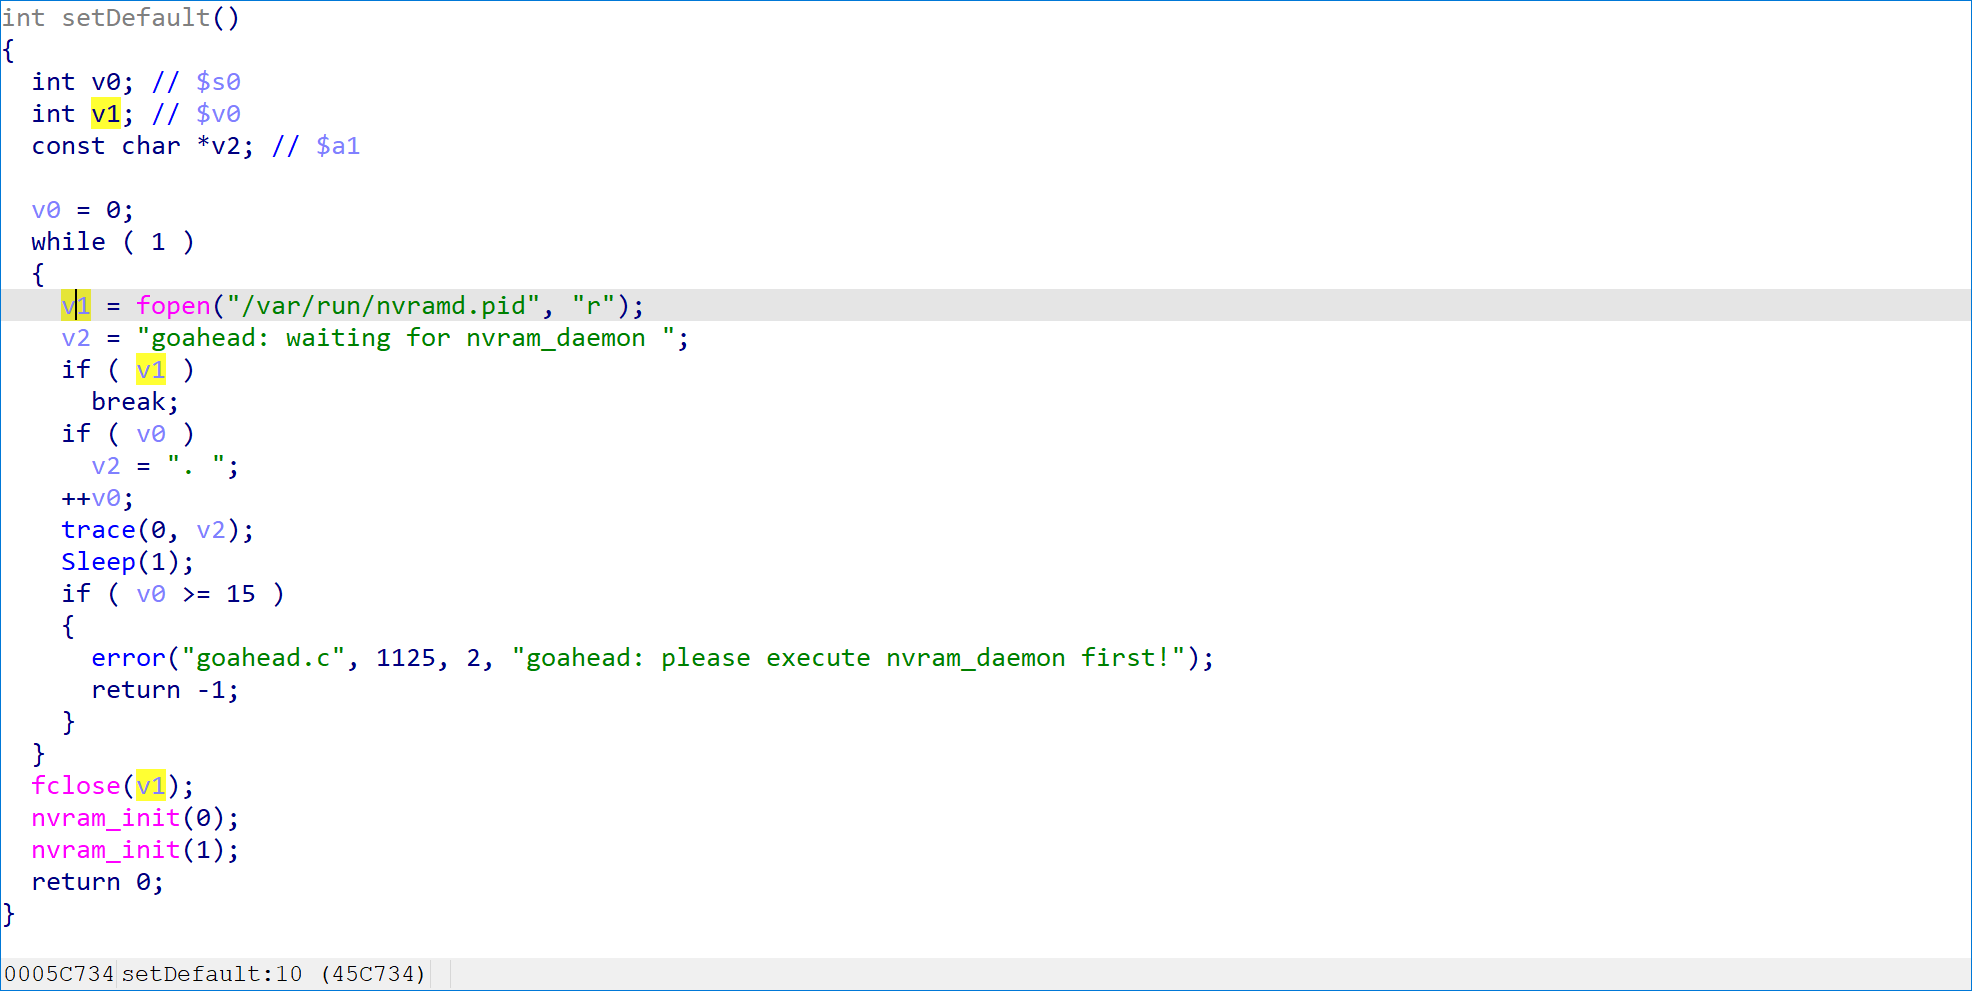 int setDefault()
{
  int v0; // $s0
  int v1; // $v0
  const char *v2; // $a1

  v0 = 0;
  while ( 1 )
  {
    v1 = fopen("/var/run/nvramd.pid", "r");
    v2 = "goahead: waiting for nvram_daemon ";
    if ( v1 )
      break;
    if ( v0 )
      v2 = ". ";
    ++v0;
    trace(0, v2);
    Sleep(1);
    if ( v0 >= 15 )
    {
      error("goahead.c", 1125, 2, "goahead: please execute nvram_daemon first!");
      return -1;
    }
  }
  fclose(v1);
  nvram_init(0);
  nvram_init(1);
  return 0;
}
0005C734 setDefault:10 (45C734)